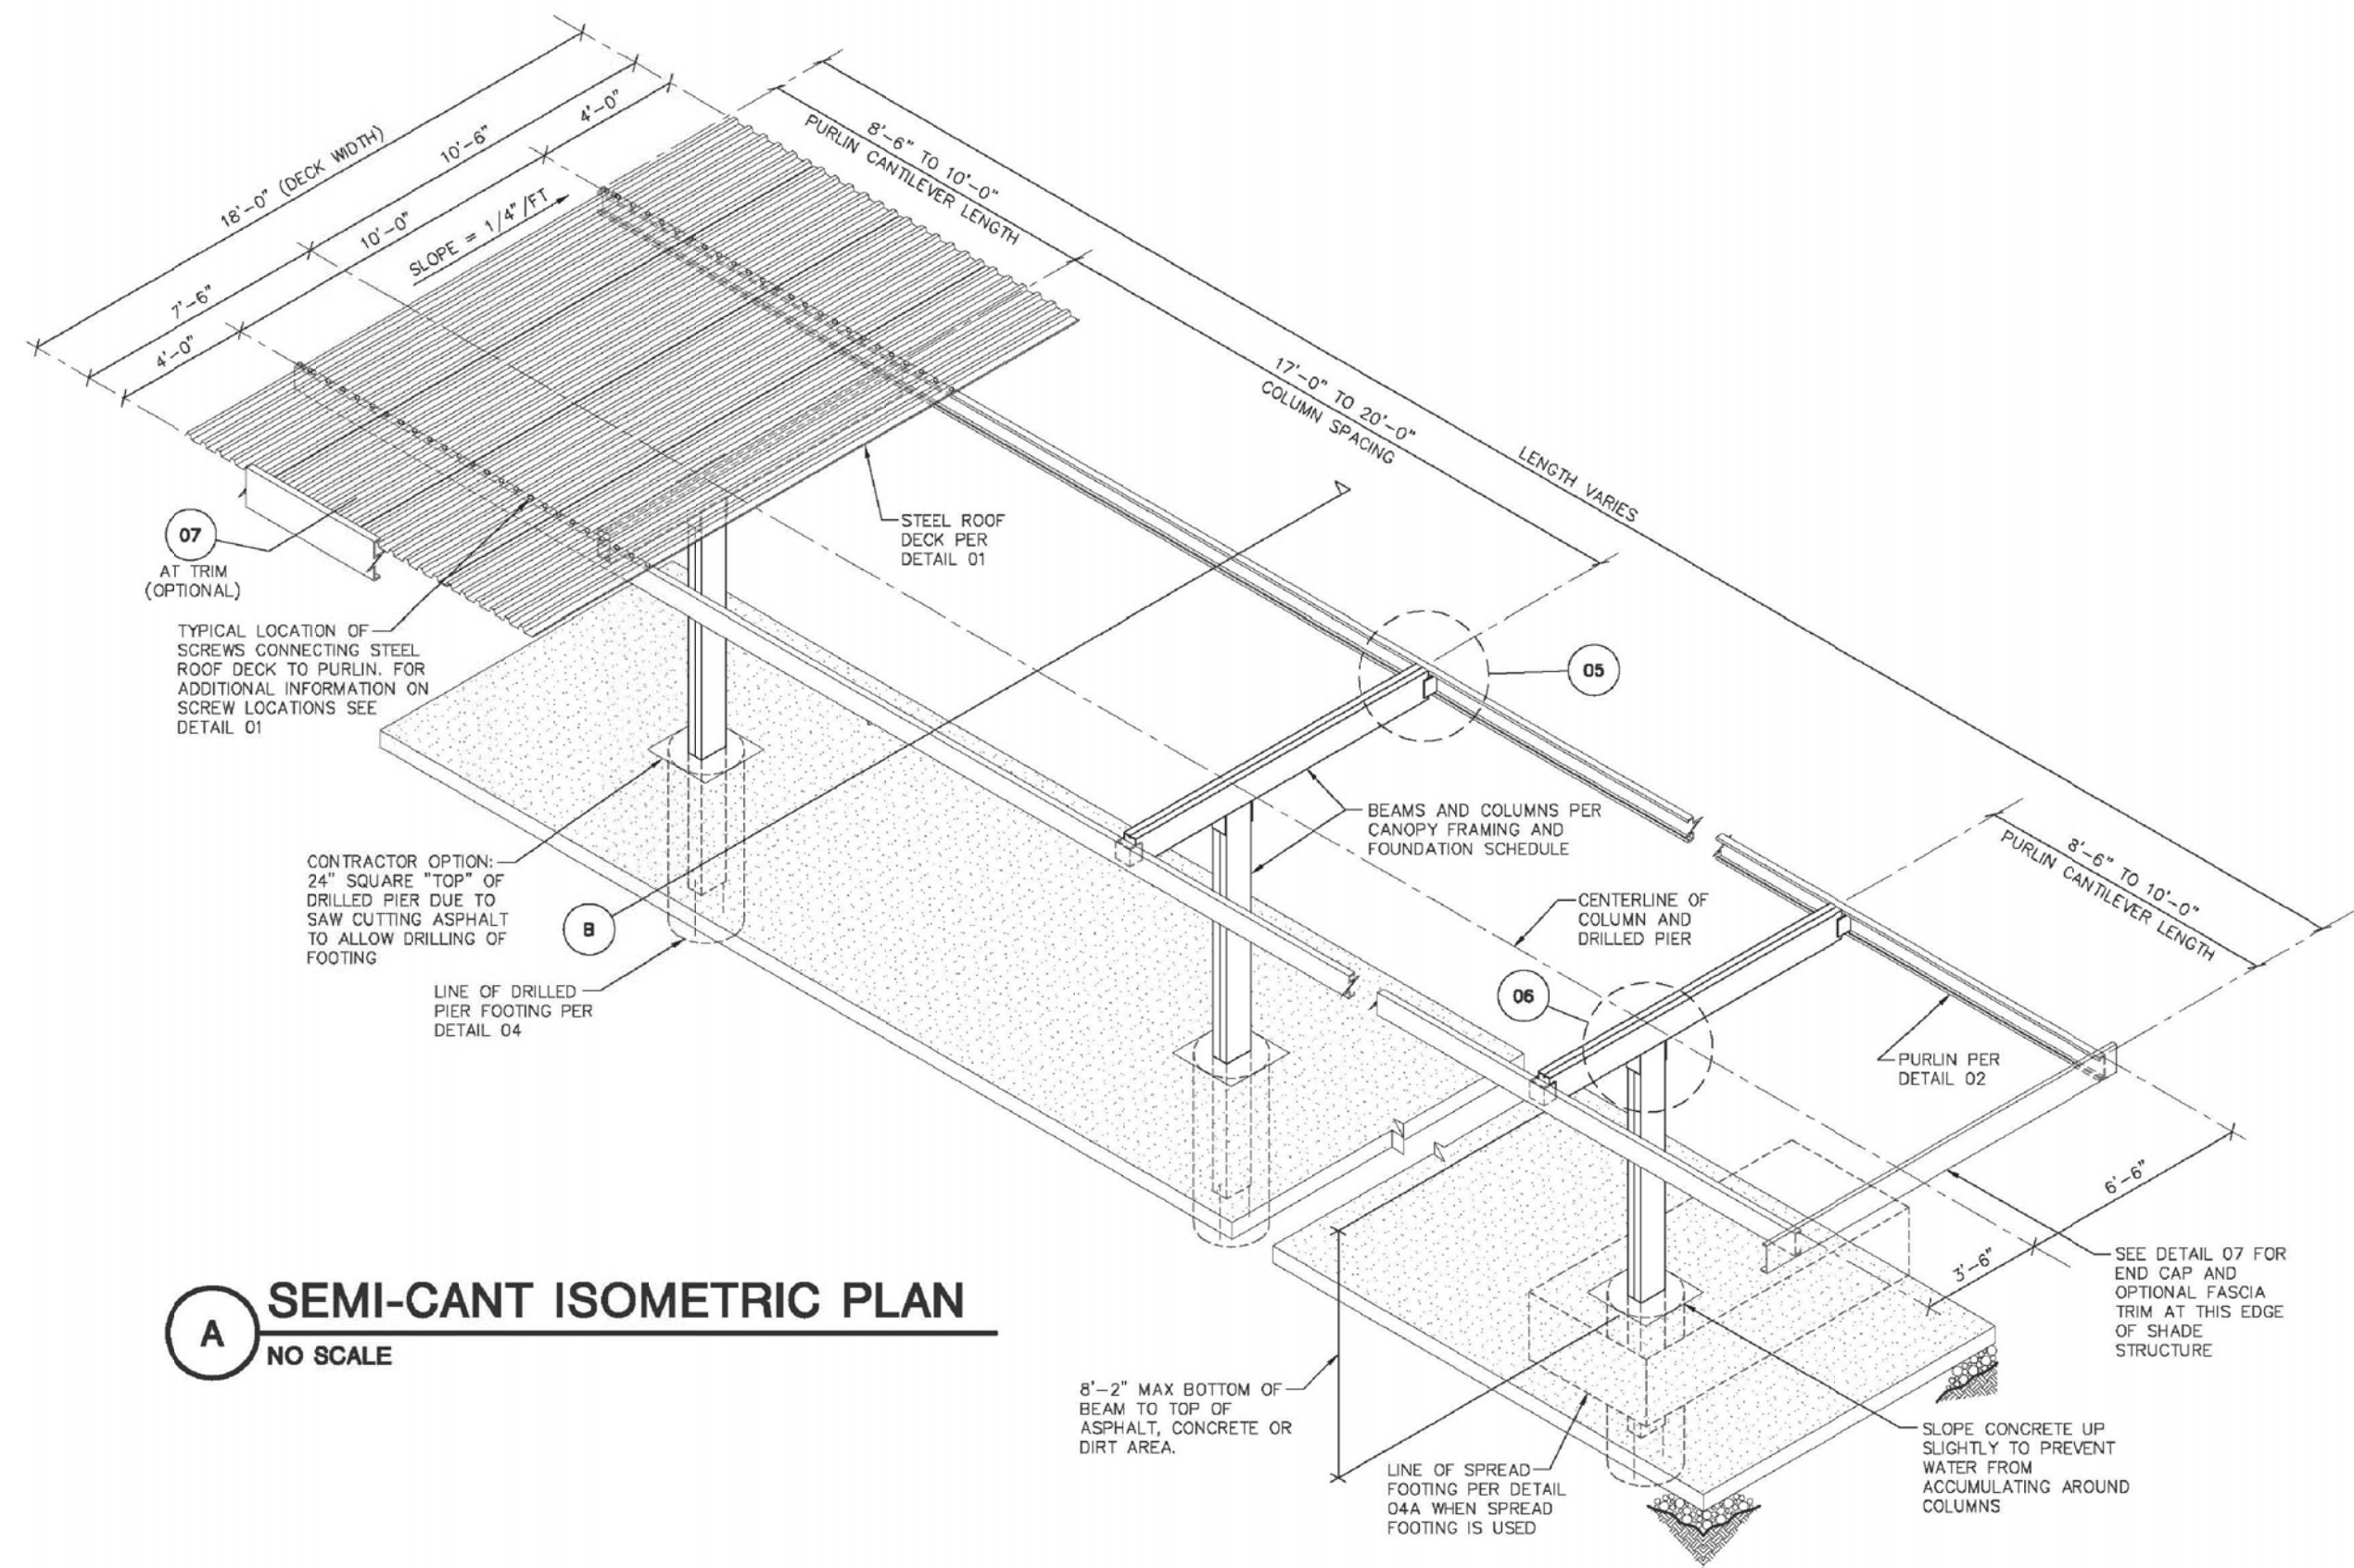 18'-0" (DECK WIDTH)
10'-6"
4'-0"
7'-6"
10'-0"
4'-0"
SLOPE = 1/4"/FT
8'-6" TO 10'-0"
PURLIN CANTILEVER LENGTH
17'-0" TO 20'-0"
COLUMN SPACING
LENGTH VARIES
8'-6" TO 10'-0"
PURLIN CANTILEVER LENGTH
07
AT TRIM
(OPTIONAL)
TYPICAL LOCATION OF
SCREWS CONNECTING STEEL
ROOF DECK TO PURLIN. FOR
ADDITIONAL INFORMATION ON
SCREW LOCATIONS SEE
DETAIL 01
STEEL ROOF
DECK PER
DETAIL 01
05
BEAMS AND COLUMNS PER
CANOPY FRAMING AND
FOUNDATION SCHEDULE
CONTRACTOR OPTION:
24" SQUARE "TOP" OF
DRILLED PIER DUE TO
SAW CUTTING ASPHALT
TO ALLOW DRILLING OF
FOOTING
B
LINE OF DRILLED
PIER FOOTING PER
DETAIL 04
CENTERLINE OF
COLUMN AND
DRILLED PIER
06
PURLIN PER
DETAIL 02
6'-6"
3'-6"
SEE DETAIL 07 FOR
END CAP AND
OPTIONAL FASCIA
TRIM AT THIS EDGE
OF SHADE
STRUCTURE
8'-2" MAX BOTTOM OF
BEAM TO TOP OF
ASPHALT, CONCRETE OR
DIRT AREA.
LINE OF SPREAD
FOOTING PER DETAIL
04A WHEN SPREAD
FOOTING IS USED
SLOPE CONCRETE UP
SLIGHTLY TO PREVENT
WATER FROM
ACCUMULATING AROUND
COLUMNS
A
SEMI-CANT ISOMETRIC PLAN
NO SCALE